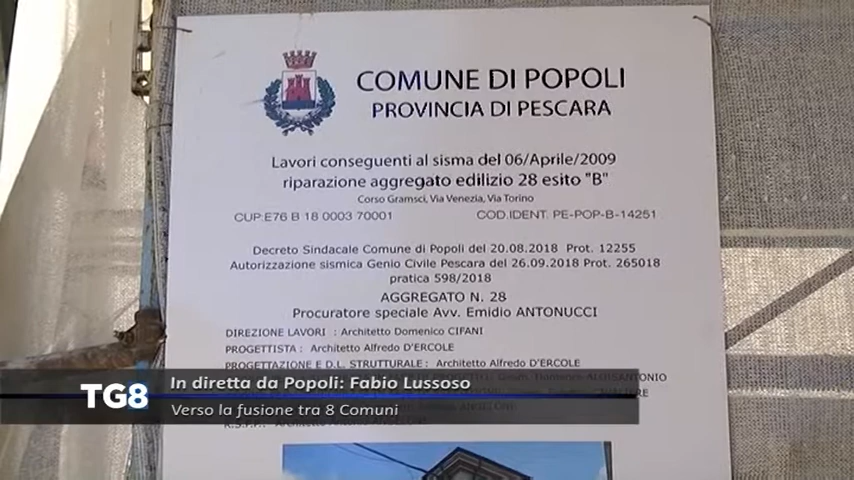 COMUNE DI POPOLI
PROVINCIA DI PESCARA
Lavori conseguenti al sisma del 06/Aprile/2009
riparazione aggregato edilizio 28 esito "B"
Corso Gramsci, Via Venezia, Via Torino
CUP:E76 B 18 0003 70001 COD.IDENT. PE-POP-B-14251
Decreto Sindacale Comune di Popoli del 20.08.2018 Prot. 12255
Autorizzazione sismica Genio Civile Pescara del 26.09.2018 Prot. 265018
pratica 598/2018
AGGREGATO N. 28
Procuratore speciale Avv. Emidio ANTONUCCI
DIREZIONE LAVORI : Architetto Domenico CIFANI
PROGETTISTA : Architetto Alfredo D'ERCOLE
PROGETTAZIONE E D.L. STRUTTURALE : Architetto Alfredo D'ERCOLE
TG8
In diretta da Popoli: Fabio Lussoso
Verso la fusione tra 8 Comuni